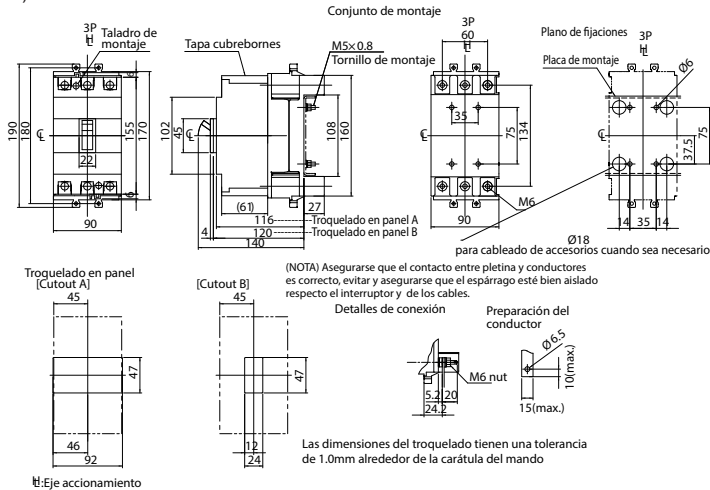 Conjunto de montaje
3P
Taladro de
montaje
Tapa cubrebornes
M5×0.8
Tornillo de montaje
3P
60
Plano de fijaciones
3P
Placa de montaje
Ø6
190
180
155
170
6
22
6
90
102
45
108
160
(61)
27
116
Troquelado en panel A
4
120
Troquelado en panel B
140
35
75
134
M6
90
75
37.5
14
35
14
Ø18
para cableado de accesorios cuando sea necesario
(NOTA) Asegurarse que el contacto entre pletina y conductores
es correcto, evitar y asegurarse que el espárrago esté bien aislado
respecto el interruptor y de los cables.
Troquelado en panel
[Cutout A]
45
47
46
92
[Cutout B]
45
47
12
24
Detalles de conexión
M6 nut
5.2
20
24.2
Preparación del
conductor
Ø6.5
10(max.)
15(max.)
Las dimensiones del troquelado tienen una tolerancia
de 1.0mm alrededor de la carátula del mando
:Eje accionamiento